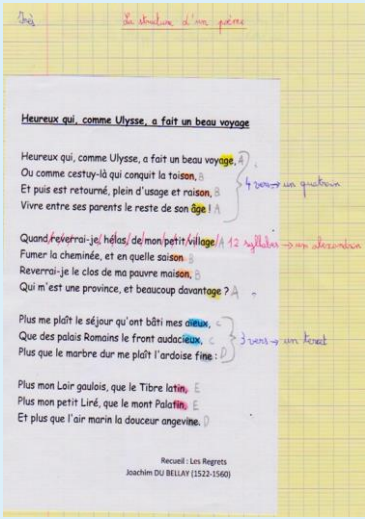 Inès
La structure d'un poème
Heureux qui, comme Ulysse, a fait un beau voyage
Heureux qui, comme Ulysse, a fait un beau voyage, A
Ou comme cestuy-là qui conquit la toison, B
Et puis est retourné, plein d'usage et raison, B
Vivre entre ses parents le reste de son âge ! A
4 vers → un quatrain
Quand/reverrai-je/, hélas, de/mon/petit/village/ A 12 syllabes → un alexandrin
Fumer la cheminée, et en quelle saison B
Reverrai-je le clos de ma pauvre maison, B
Qui m'est une province, et beaucoup davantage ? A
Plus me plaît le séjour qu'ont bâti mes aïeux, C
Que des palais Romains le front audacieux, C
Plus que le marbre dur me plaît l'ardoise fine : D
3 vers → un tercet
Plus mon Loir gaulois, que le Tibre latin, E
Plus mon petit Liré, que le mont Palatin, E
Et plus que l'air marin la douceur angevine. D
Recueil : Les Regrets
Joachim DU BELLAY (1522-1560)